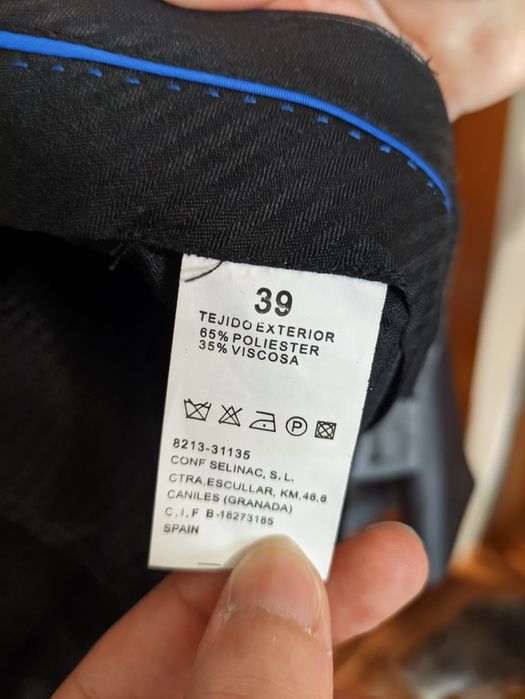 39
TEJIDO EXTERIOR
65% POLIESTER
35% VISCOSA
P
8213-31135
CONF SELINAC, S.L.
CTRA,ESCULLAR, KM,46,6
CANILES (GRANADA)
C.I,F B-18273185
SPAIN